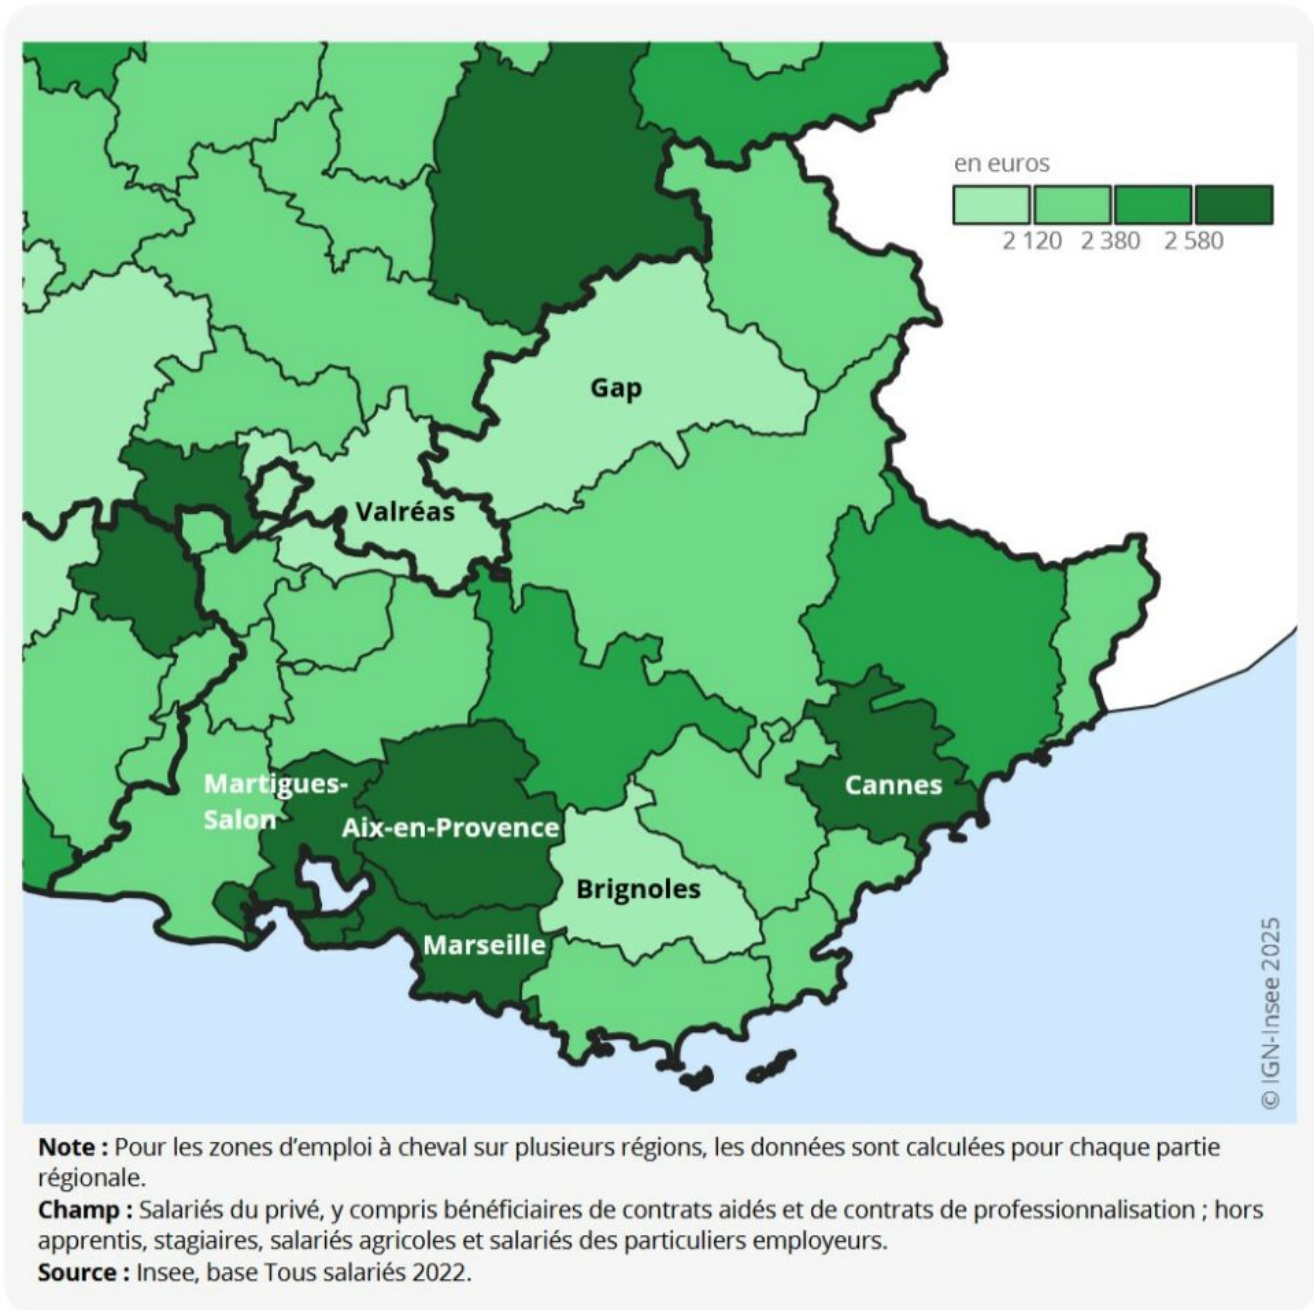 en euros
2 120 2 380 2 580
Gap
Valréas
Martigues-
Salon
Cannes
Aix-en-Provence
Brignoles
Marseille
© IGN-Insee 2025
Note : Pour les zones d'emploi à cheval sur plusieurs régions, les données sont calculées pour chaque partie
régionale.
Champ : Salariés du privé, y compris bénéficiaires de contrats aidés et de contrats de professionnalisation ; hors
apprentis, stagiaires, salariés agricoles et salariés des particuliers employeurs.
Source : Insee, base Tous salariés 2022.